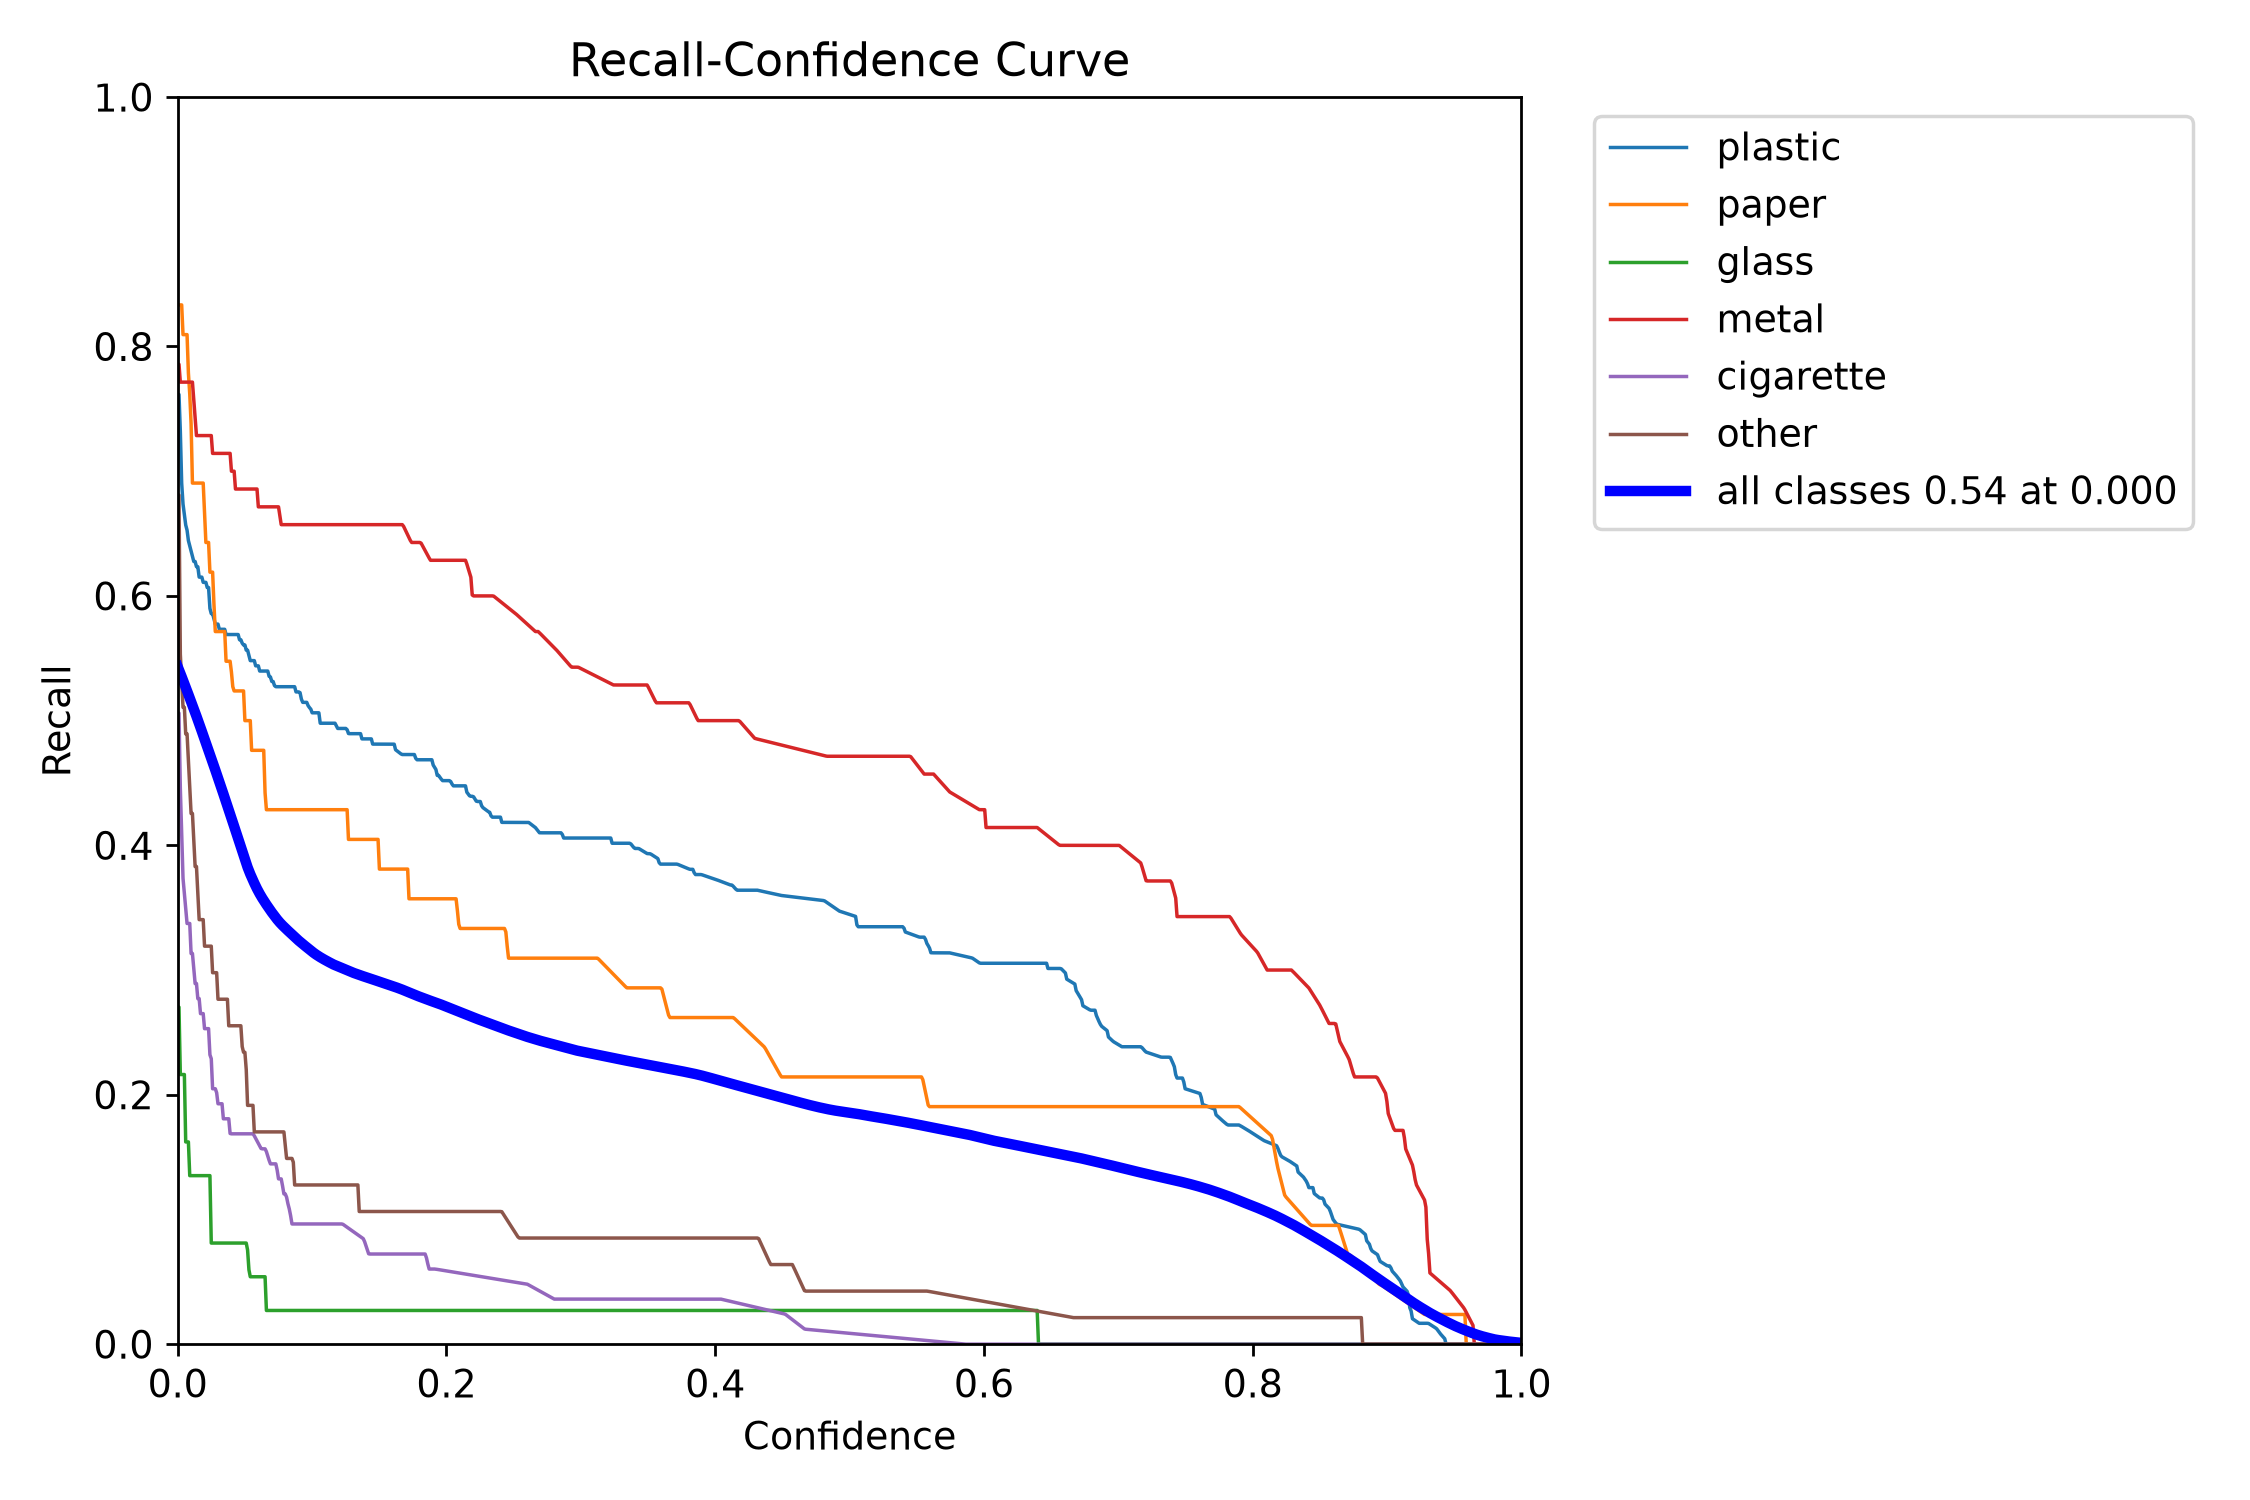 Recall-Confidence Curve
1.0
0.8
0.6
0.4
0.2
0.0
Recall
0.0 0.2 0.4 0.6 0.8 1.0
Confidence
plastic
paper
glass
metal
cigarette
other
all classes 0.54 at 0.000